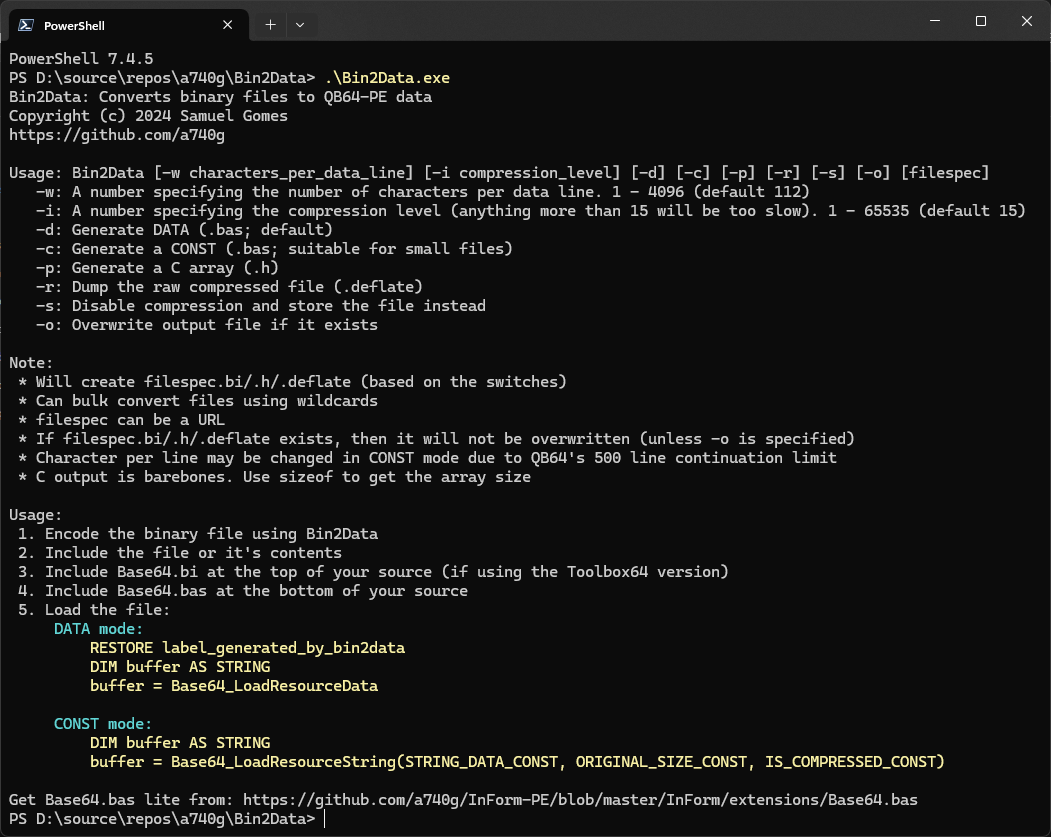 PowerShell
PowerShell 7.4.5
PS D:\source\repos\a740g\Bin2Data> .\Bin2Data.exe
Bin2Data: Converts binary files to QB64-PE data
Copyright (c) 2024 Samuel Gomes
https://github.com/a740g

Usage: Bin2Data [-w characters_per_data_line] [-i compression_level] [-d] [-c] [-p] [-r] [-s] [-o] [filespec]
   -w: A number specifying the number of characters per data line. 1 - 4096 (default 112)
   -i: A number specifying the compression level (anything more than 15 will be too slow). 1 - 65535 (default 15)
   -d: Generate DATA (.bas; default)
   -c: Generate a CONST (.bas; suitable for small files)
   -p: Generate a C array (.h)
   -r: Dump the raw compressed file (.deflate)
   -s: Disable compression and store the file instead
   -o: Overwrite output file if it exists

Note:
 * Will create filespec.bi/.h/.deflate (based on the switches)
 * Can bulk convert files using wildcards
 * filespec can be a URL
 * If filespec.bi/.h/.deflate exists, then it will not be overwritten (unless -o is specified)
 * Character per line may be changed in CONST mode due to QB64's 500 line continuation limit
 * C output is barebones. Use sizeof to get the array size

Usage:
 1. Encode the binary file using Bin2Data
 2. Include the file or it's contents
 3. Include Base64.bi at the top of your source (if using the Toolbox64 version)
 4. Include Base64.bas at the bottom of your source
 5. Load the file:
     DATA mode:
         RESTORE label_generated_by_bin2data
         DIM buffer AS STRING
         buffer = Base64_LoadResourceData

     CONST mode:
         DIM buffer AS STRING
         buffer = Base64_LoadResourceString(STRING_DATA_CONST, ORIGINAL_SIZE_CONST, IS_COMPRESSED_CONST)

Get Base64.bas lite from: https://github.com/a740g/InForm-PE/blob/master/InForm/extensions/Base64.bas
PS D:\source\repos\a740g\Bin2Data>